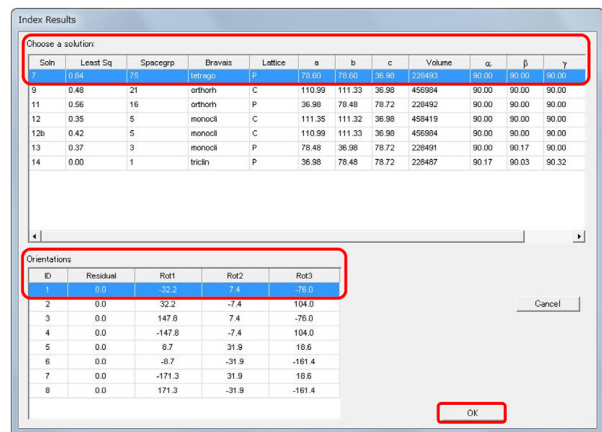 Index Results
Choose a solution:
Soln Least Sq Spacegrp Bravais Lattice a b c Volume α β γ
7 0.64 75 tetrago P 78.60 78.60 36.98 228493 90.00 90.00 90.00
9 0.48 21 orthorh C 110.99 111.33 36.98 456984 90.00 90.00 90.00
11 0.56 16 orthorh P 36.98 78.48 78.72 228492 90.00 90.00 90.00
12 0.35 5 monocli C 111.35 111.32 36.98 458419 90.00 90.00 90.00
12b 0.42 5 monocli C 110.99 111.33 36.98 456984 90.00 90.00 90.00
13 0.37 3 monocli P 78.48 36.98 78.72 228491 90.00 90.17 90.00
14 0.00 1 triclin P 36.98 78.48 78.72 228487 90.17 90.03 90.32
Orientations
ID Residual Rot1 Rot2 Rot3
1 0.0 -32.2 7.4 -76.0
2 0.0 32.2 -7.4 104.0
3 0.0 147.8 7.4 -76.0
4 0.0 -147.8 -7.4 104.0
5 0.0 8.7 31.9 18.6
6 0.0 -8.7 -31.9 -161.4
7 0.0 -171.3 31.9 18.6
8 0.0 171.3 -31.9 -161.4
Cancel
OK